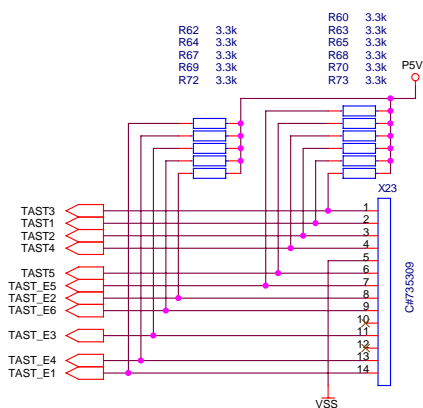 R60 3.3k
R62 3.3k
R63 3.3k
R64 3.3k
R65 3.3k
R67 3.3k
R68 3.3k
R69 3.3k
R70 3.3k
R72 3.3k
R73 3.3k
P5V
X23
TAST3
1
TAST1
2
TAST2
3
TAST4
4
5
TAST5
6
TAST_E5
7
TAST_E2
8
TAST_E6
9
10
TAST_E3
11
12
TAST_E4
13
TAST_E1
14
C#735309
VSS